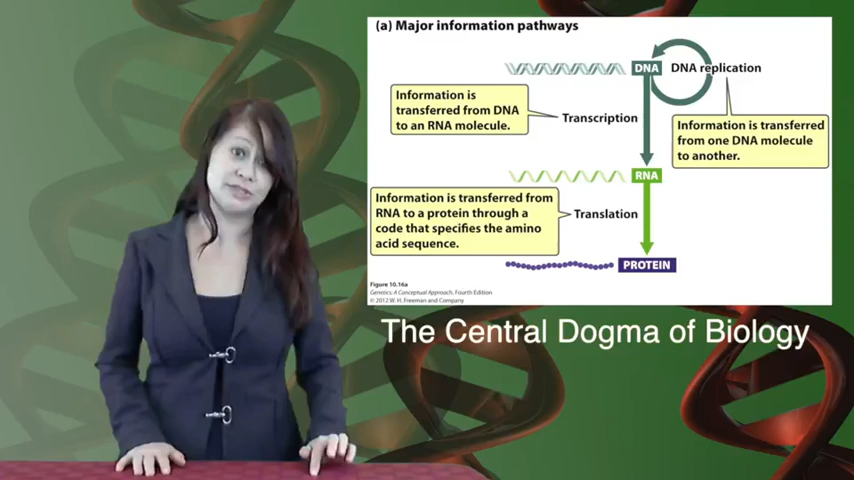 (a) Major information pathways
DNA
DNA replication
Information is
transferred from DNA
to an RNA molecule.
Transcription
Information is transferred
from one DNA molecule
to another.
RNA
Information is transferred from
RNA to a protein through a
code that specifies the amino
acid sequence.
Translation
PROTEIN
Figure 10.16a
Genetics: A Conceptual Approach, Fourth Edition
© 2012 W. H. Freeman and Company
The Central Dogma of Biology